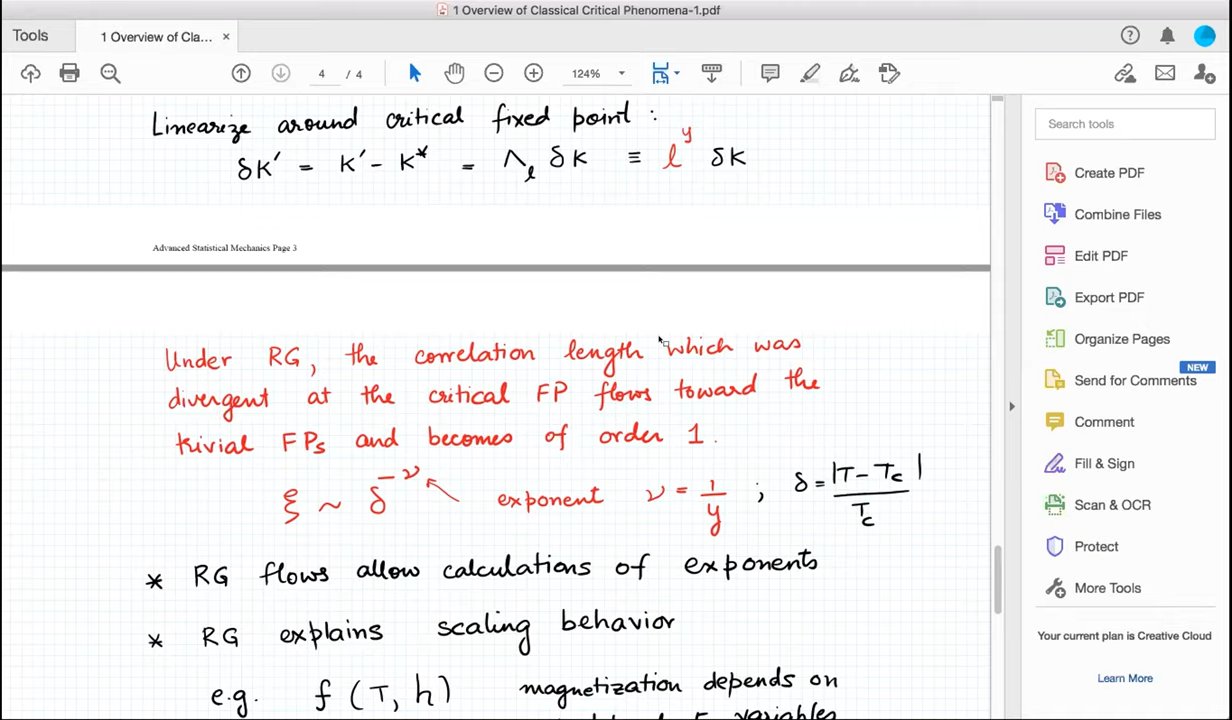 1 Overview of Classical Critical Phenomena-1.pdf
Tools
1 Overview of Cla... ×
4 / 4
124%
Linearize around critical fixed point :
δK' = K' - K* = Λ_l δK ≡ l^y δK
Advanced Statistical Mechanics Page 3
Under RG, the correlation length which was
divergent at the critical FP flows toward the
trivial FPs and becomes of order 1.
ξ ~ δ^-ν exponent ν = 1/y ; δ = |T - Tc| / Tc
* RG flows allow calculations of exponents
* RG explains scaling behavior
e.g. f (T, h) magnetization depends on
variables
Search tools
Create PDF
Combine Files
Edit PDF
Export PDF
Organize Pages
NEW
Send for Comments
Comment
Fill & Sign
Scan & OCR
Protect
More Tools
Your current plan is Creative Cloud
Learn More